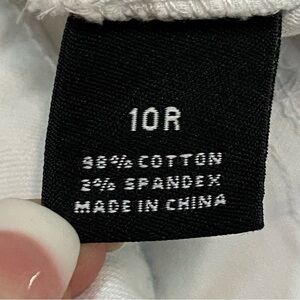 10R
98% COTTON
2% SPANDEX
MADE IN CHINA